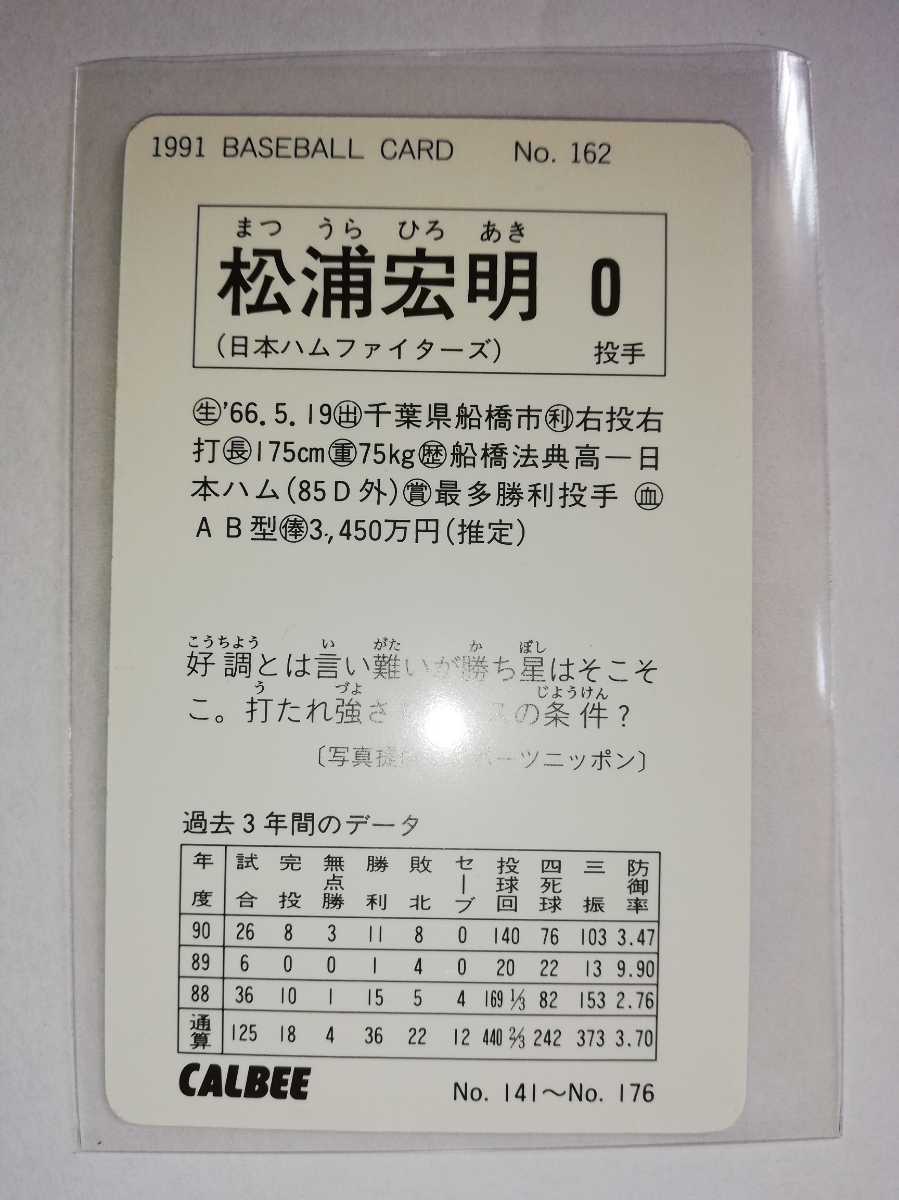 1991 BASEBALL CARD No. 162
まつ うら ひろ あき
松浦宏明 0
(日本ハムファイターズ) 投手
㊤'66.5.19㊤千葉県船橋市㊤右投右
打㊤175cm㊤75kg㊤船橋法典高ー日
本ハム(85D外)㊤最多勝利投手 ㊤
AB型㊤3,450万円(推定)
こうちよう い がた か ぼし
好調とは言い難いが勝ち星はそこそ
う づよ じょうけん
こ。打たれ強さ の条件?
〔写真提 ーツニッポン〕
過去3年間のデータ
年度 試合 完投 無点勝 勝利 敗北 セーブ 投球回 四死球 三振 防御率
90 26 8 3 11 8 0 140 76 103 3.47
89 6 0 0 1 4 0 20 22 13 9.90
88 36 10 1 15 5 4 169 1/3 82 153 2.76
通算 125 18 4 36 22 12 440 2/3 242 373 3.70
CALBEE No. 141〜No. 176